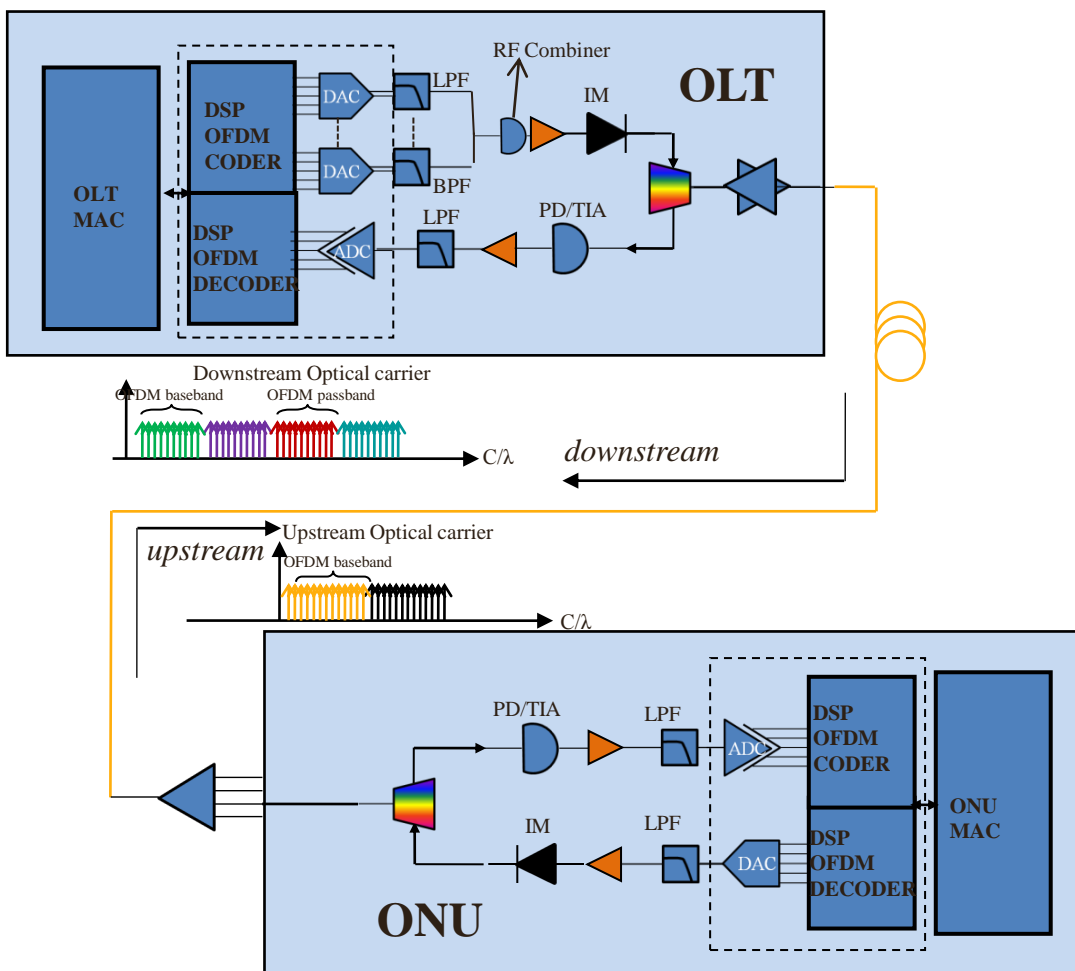 RF Combiner
OLT
LPF
IM
DAC
DSP
OFDM
CODER
DAC
BPF
OLT
MAC
LPF
PD/TIA
DSP
OFDM
DECODER
ADC
Downstream Optical carrier
OFDM baseband
OFDM passband
C/λ
downstream
Upstream Optical carrier
upstream
OFDM baseband
C/λ
PD/TIA
LPF
ADC
DSP
OFDM
CODER
ONU
MAC
IM
LPF
DAC
DSP
OFDM
DECODER
ONU